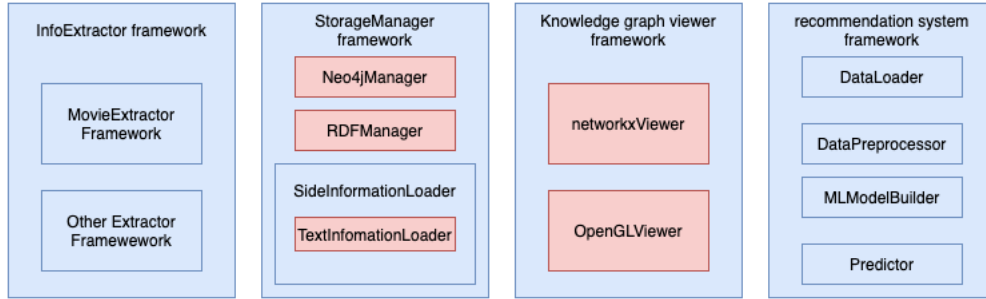 InfoExtractor framework
MovieExtractor
Framework
Other Extractor
Framewework
StorageManager
framework
Neo4jManager
RDFManager
SideInformationLoader
TextInfomationLoader
Knowledge graph viewer
framework
networkxViewer
OpenGLViewer
recommendation system
framework
DataLoader
DataPreprocessor
MLModelBuilder
Predictor